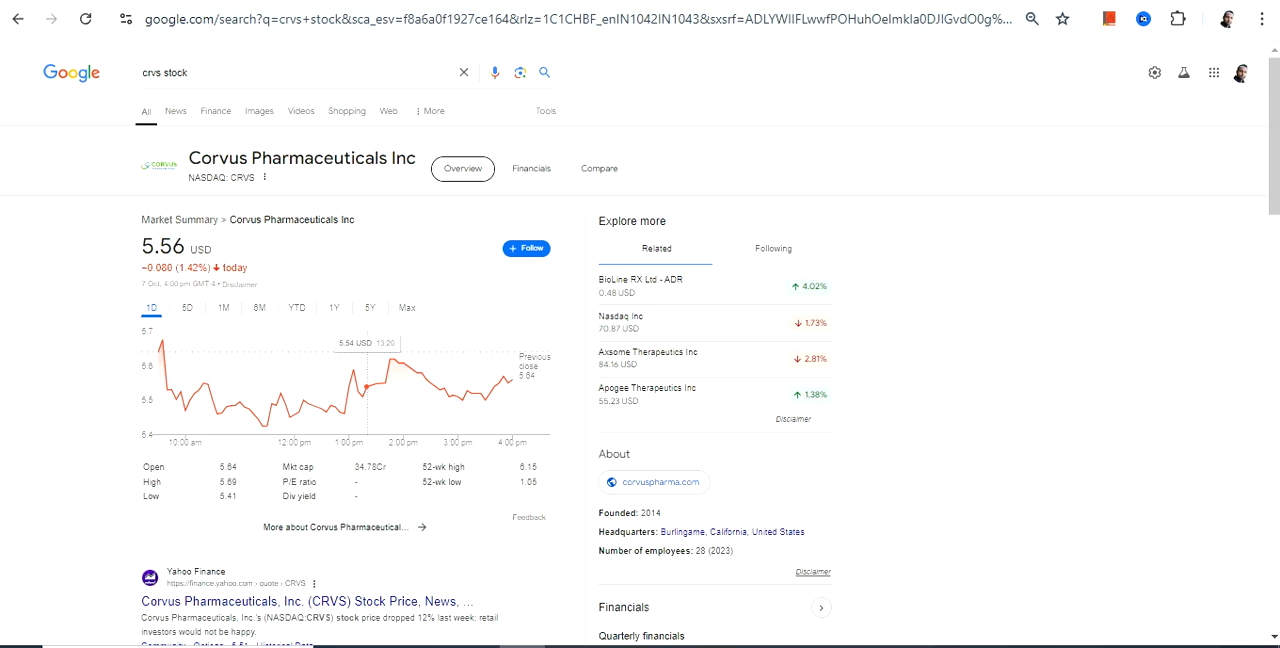 google.com/search?q=crvs+stock&sca_esv=f8a6a0f1927ce164&rlz=1C1CHBF_enIN1042IN1043&sxsrf=ADLYWIIFLwwfPOHuhOeImkIa0DJIGvdO0g%...
Google
crvs stock
All News Finance Images Videos Shopping Web More Tools
CORVUS
Corvus Pharmaceuticals Inc
NASDAQ: CRVS
Overview Financials Compare
Market Summary > Corvus Pharmaceuticals Inc
5.56 USD
+ Follow
−0.080 (1.42%) today
7 Oct, 4:00 pm GMT-4 • Disclaimer
1D 5D 1M 6M YTD 1Y 5Y Max
5.7
5.6
5.5
5.4
5.54 USD 13:20
Previous
close
5.64
10:00 am 12:00 pm 1:00 pm 2:00 pm 3:00 pm 4:00 pm
Open 5.64 Mkt cap 34.78Cr 52-wk high 6.15
High 5.69 P/E ratio - 52-wk low 1.05
Low 5.41 Div yield -
Feedback
More about Corvus Pharmaceutical... →
Yahoo Finance
https://finance.yahoo.com › quote › CRVS
Corvus Pharmaceuticals, Inc. (CRVS) Stock Price, News, ...
Corvus Pharmaceuticals, Inc.'s (NASDAQ:CRVS) stock price dropped 12% last week; retail
investors would not be happy.
Explore more
Related Following
BioLine RX Ltd - ADR
0.48 USD
4.02%
Nasdaq Inc
70.87 USD
1.73%
Axsome Therapeutics Inc
84.16 USD
2.81%
Apogee Therapeutics Inc
55.23 USD
1.38%
Disclaimer
About
corvuspharma.com
Founded: 2014
Headquarters: Burlingame, California, United States
Number of employees: 28 (2023)
Disclaimer
Financials
Quarterly financials